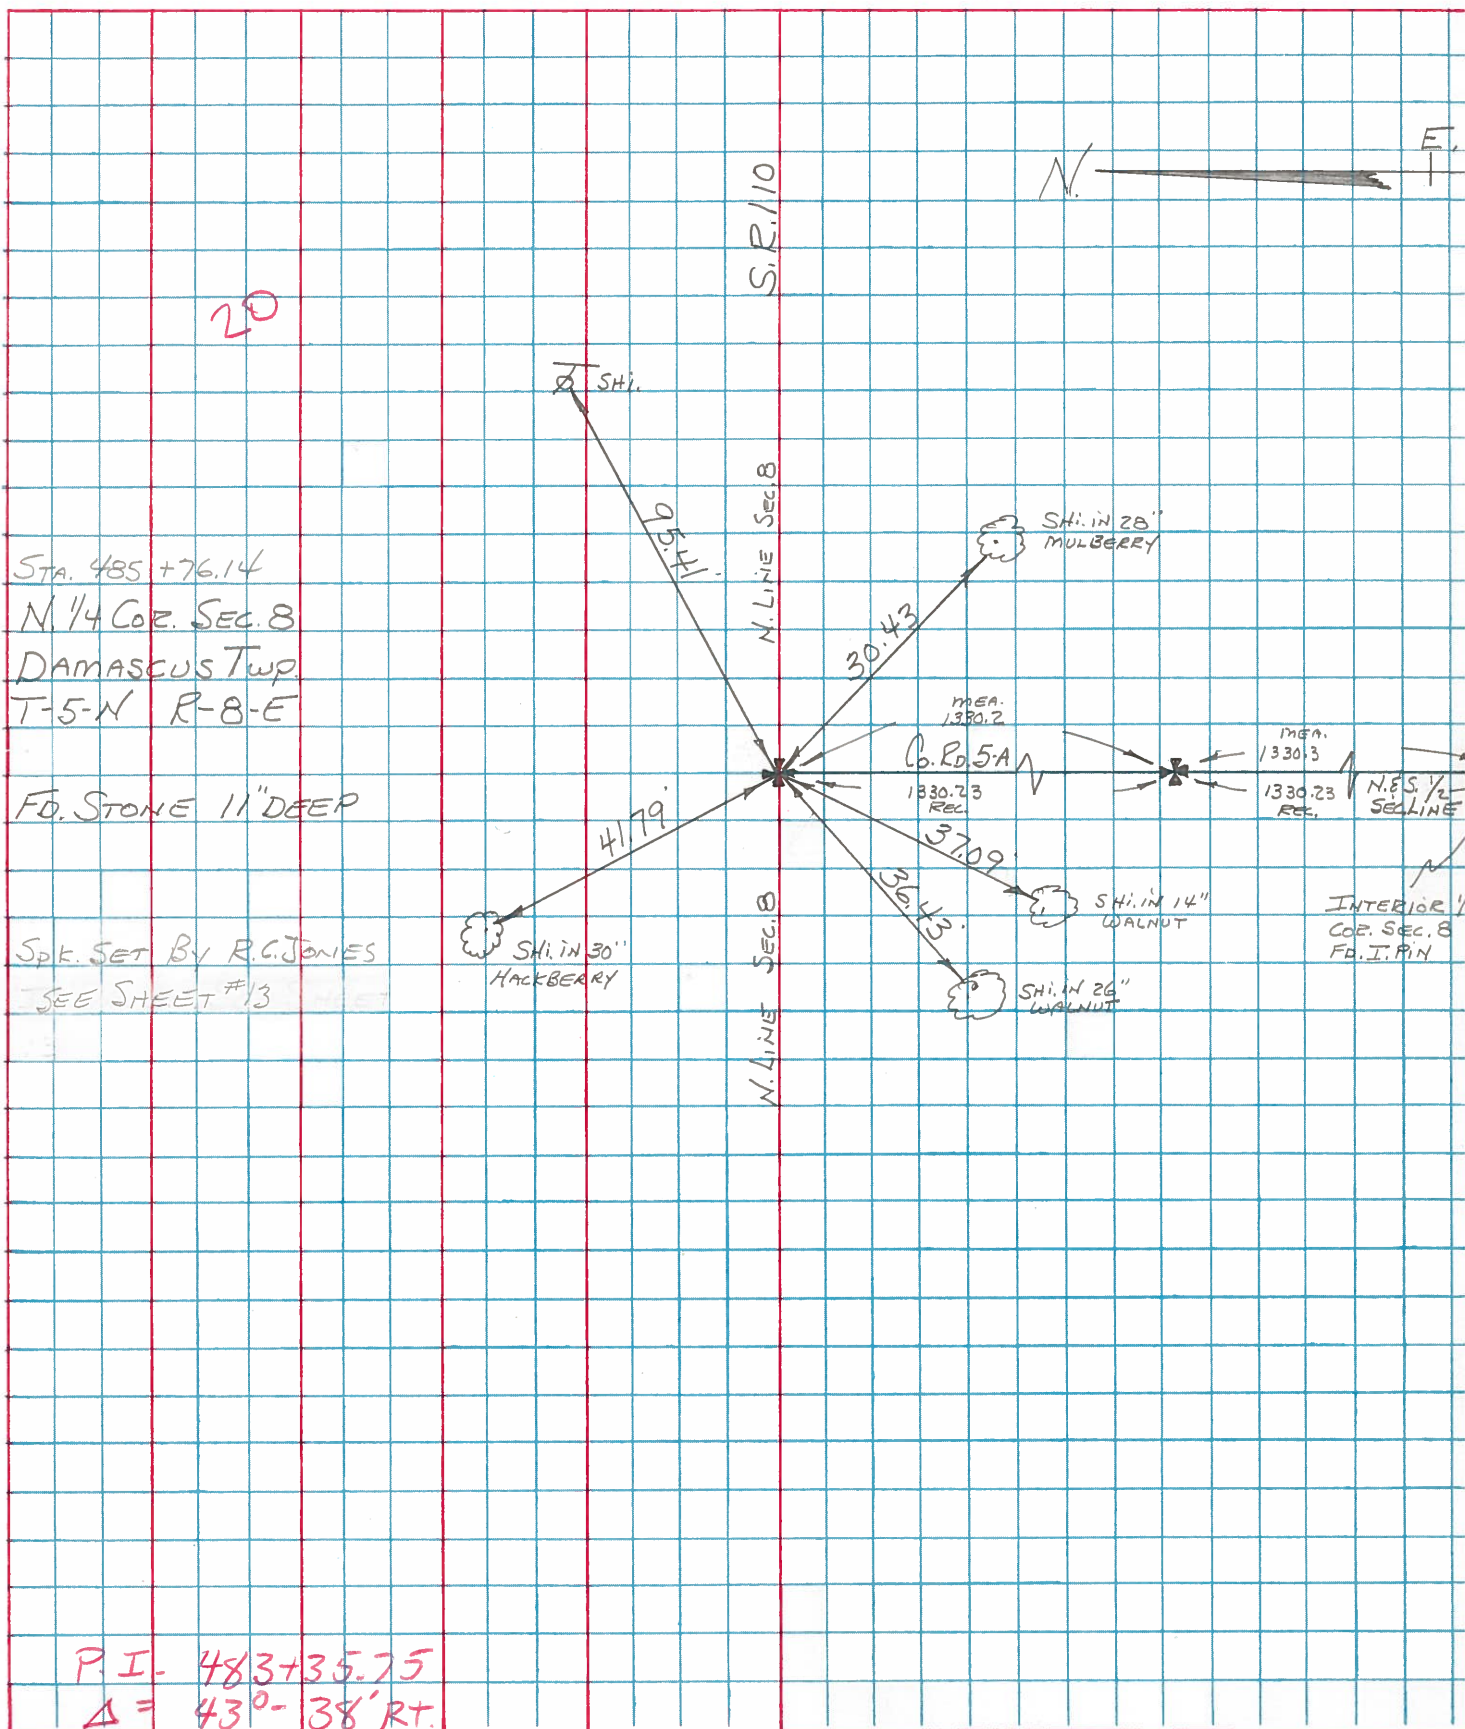 E.
N.
S.R.110
20
SHI.
95.41'
N. LINE SEC. 8
SHI. IN 28"
MULBERRY
STA. 485 + 76.14
N. 1/4 COR. SEC. 8
DAMASCUS TWP.
T-5-N R-8-E
30.43
MEA.
1330.2
CO. RD. 5-A
1330.23
REC.
MEA.
1330.3
1330.23
REC.
N. & S. 1/2
SEC. LINE
FD. STONE 11" DEEP
41.79'
37.09'
36.43'
SHI. IN 14"
WALNUT
INTERIOR
COR. SEC. 8
FD. I. PIN
SPK. SET BY R.C. JONES
SEE SHEET #13
SHI. IN 30"
HACKBERRY
N. LINE SEC. 8
SHI. IN 26"
WALNUT
P.I. - 483+35.75
Δ = 43°-38' RT.